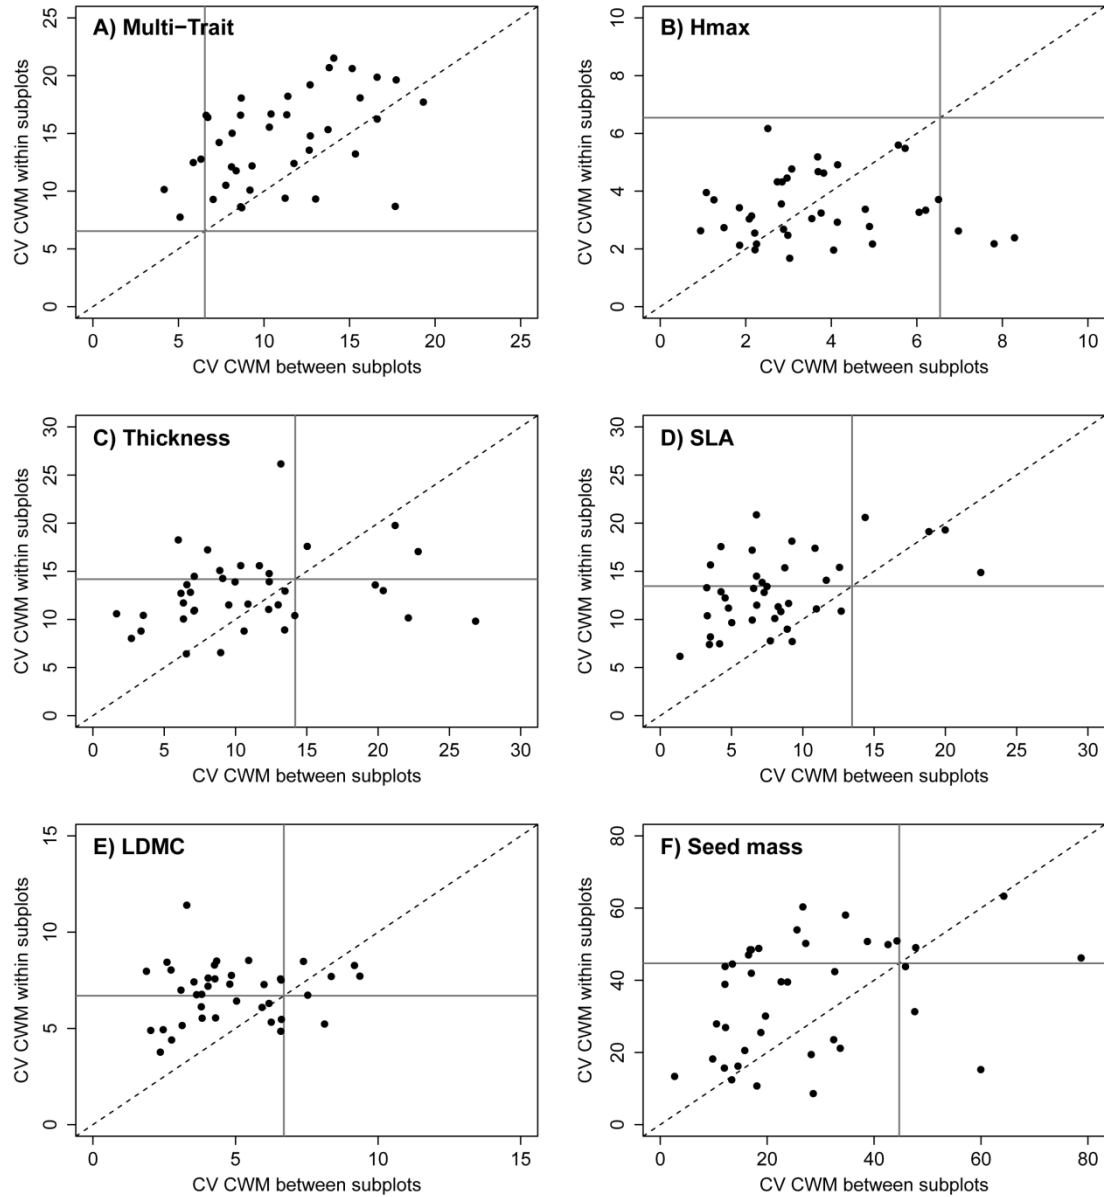 A) Multi−Trait
CV CWM within subplots
0 5 10 15 20 25
0 5 10 15 20 25
CV CWM between subplots
B) Hmax
CV CWM within subplots
0 2 4 6 8 10
0 2 4 6 8 10
CV CWM between subplots
C) Thickness
CV CWM within subplots
0 5 10 15 20 25 30
0 5 10 15 20 25 30
CV CWM between subplots
D) SLA
CV CWM within subplots
0 5 10 15 20 25 30
0 5 10 15 20 25 30
CV CWM between subplots
E) LDMC
CV CWM within subplots
0 5 10 15
0 5 10 15
CV CWM between subplots
F) Seed mass
CV CWM within subplots
0 20 40 60 80
0 20 40 60 80
CV CWM between subplots